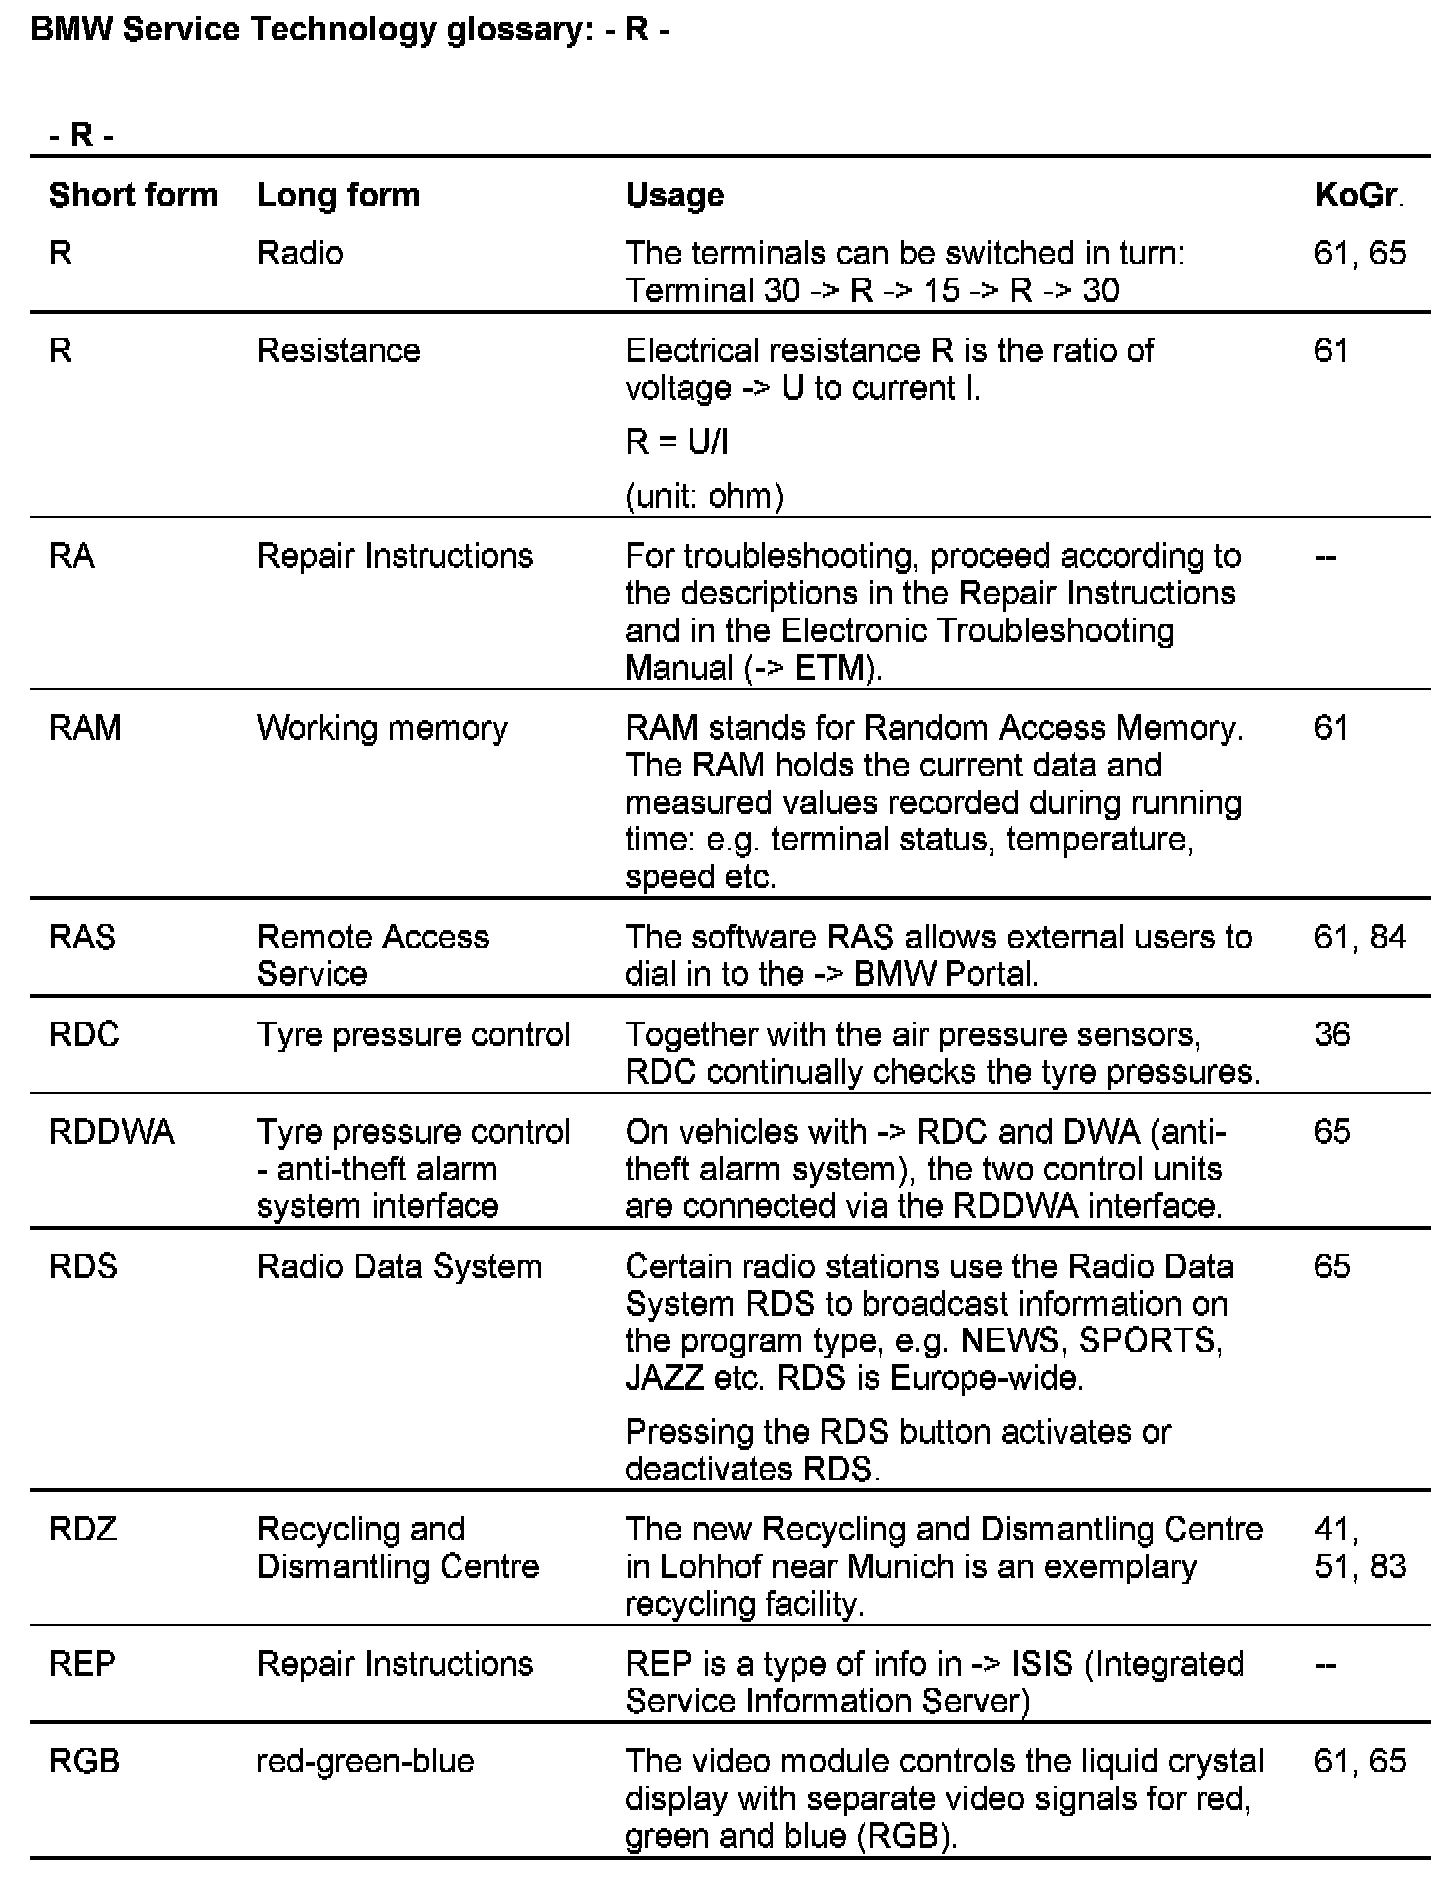 BMW Service Technology glossary: - R -
- R -
Short form Long form Usage KoGr.
R Radio The terminals can be switched in turn: 61, 65
Terminal 30 -> R -> 15 -> R -> 30
R Resistance Electrical resistance R is the ratio of 61
voltage -> U to current I.
R = U/I
(unit: ohm)
RA Repair Instructions For troubleshooting, proceed according to --
the descriptions in the Repair Instructions
and in the Electronic Troubleshooting
Manual (-> ETM).
RAM Working memory RAM stands for Random Access Memory. 61
The RAM holds the current data and
measured values recorded during running
time: e.g. terminal status, temperature,
speed etc.
RAS Remote Access The software RAS allows external users to 61, 84
Service dial in to the -> BMW Portal.
RDC Tyre pressure control Together with the air pressure sensors, 36
RDC continually checks the tyre pressures.
RDDWA Tyre pressure control On vehicles with -> RDC and DWA (anti- 65
- anti-theft alarm theft alarm system), the two control units
system interface are connected via the RDDWA interface.
RDS Radio Data System Certain radio stations use the Radio Data 65
System RDS to broadcast information on
the program type, e.g. NEWS, SPORTS,
JAZZ etc. RDS is Europe-wide.
Pressing the RDS button activates or
deactivates RDS.
RDZ Recycling and The new Recycling and Dismantling Centre 41,
Dismantling Centre in Lohhof near Munich is an exemplary 51, 83
recycling facility.
REP Repair Instructions REP is a type of info in -> ISIS (Integrated --
Service Information Server)
RGB red-green-blue The video module controls the liquid crystal 61, 65
display with separate video signals for red,
green and blue (RGB).